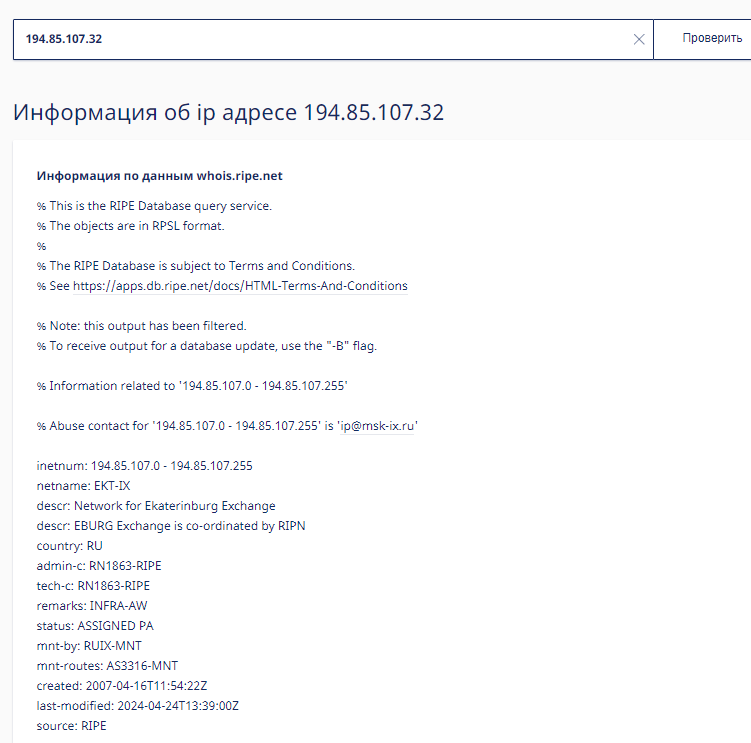 194.85.107.32
Проверить
Информация об ip адресе 194.85.107.32
Информация по данным whois.ripe.net
% This is the RIPE Database query service.
% The objects are in RPSL format.
%
% The RIPE Database is subject to Terms and Conditions.
% See https://apps.db.ripe.net/docs/HTML-Terms-And-Conditions
% Note: this output has been filtered.
% To receive output for a database update, use the "-B" flag.
% Information related to '194.85.107.0 - 194.85.107.255'
% Abuse contact for '194.85.107.0 - 194.85.107.255' is 'ip@msk-ix.ru'
inetnum: 194.85.107.0 - 194.85.107.255
netname: EKT-IX
descr: Network for Ekaterinburg Exchange
descr: EBURG Exchange is co-ordinated by RIPN
country: RU
admin-c: RN1863-RIPE
tech-c: RN1863-RIPE
remarks: INFRA-AW
status: ASSIGNED PA
mnt-by: RUIX-MNT
mnt-routes: AS3316-MNT
created: 2007-04-16T11:54:22Z
last-modified: 2024-04-24T13:39:00Z
source: RIPE